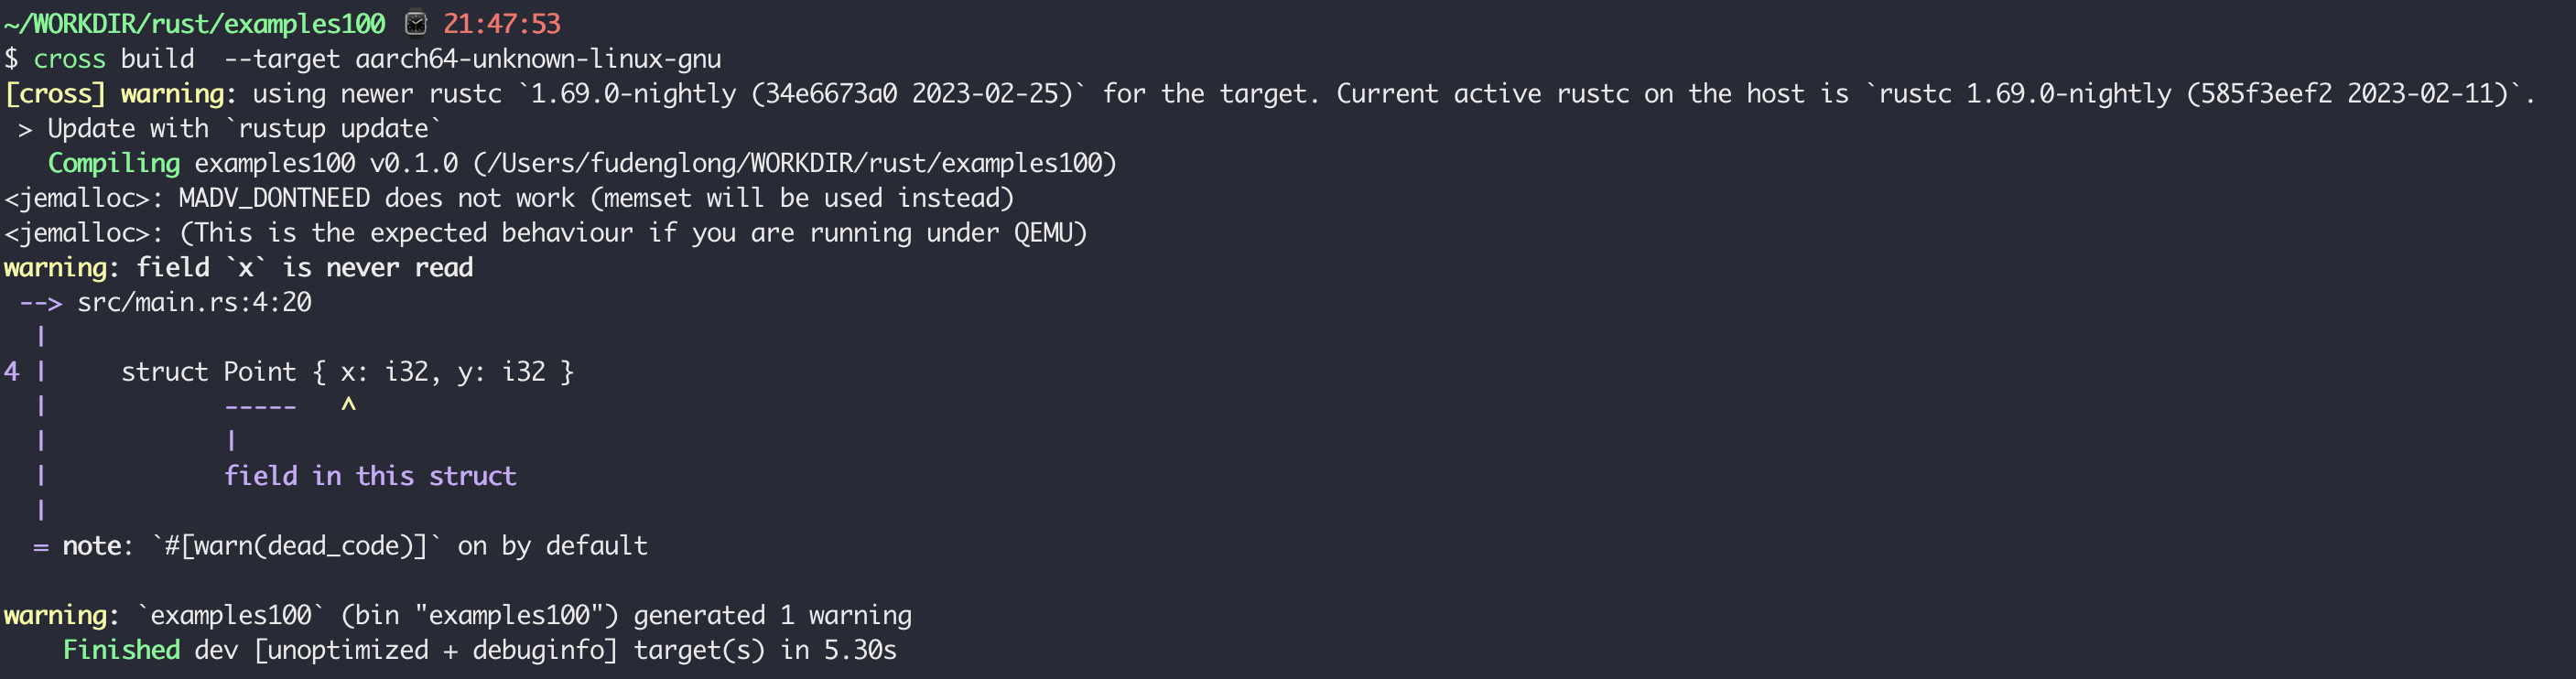 ~/WORKDIR/rust/examples100 ⌚ 21:47:53
$ cross build  --target aarch64-unknown-linux-gnu
[cross] warning: using newer rustc `1.69.0-nightly (34e6673a0 2023-02-25)` for the target. Current active rustc on the host is `rustc 1.69.0-nightly (585f3eef2 2023-02-11)`.
 > Update with `rustup update`
   Compiling examples100 v0.1.0 (/Users/fudenglong/WORKDIR/rust/examples100)
<jemalloc>: MADV_DONTNEED does not work (memset will be used instead)
<jemalloc>: (This is the expected behaviour if you are running under QEMU)
warning: field `x` is never read
 --> src/main.rs:4:20
  |
4 |     struct Point { x: i32, y: i32 }
  |            -----   ^
  |            |
  |            field in this struct
  |
  = note: `#[warn(dead_code)]` on by default

warning: `examples100` (bin "examples100") generated 1 warning
    Finished dev [unoptimized + debuginfo] target(s) in 5.30s